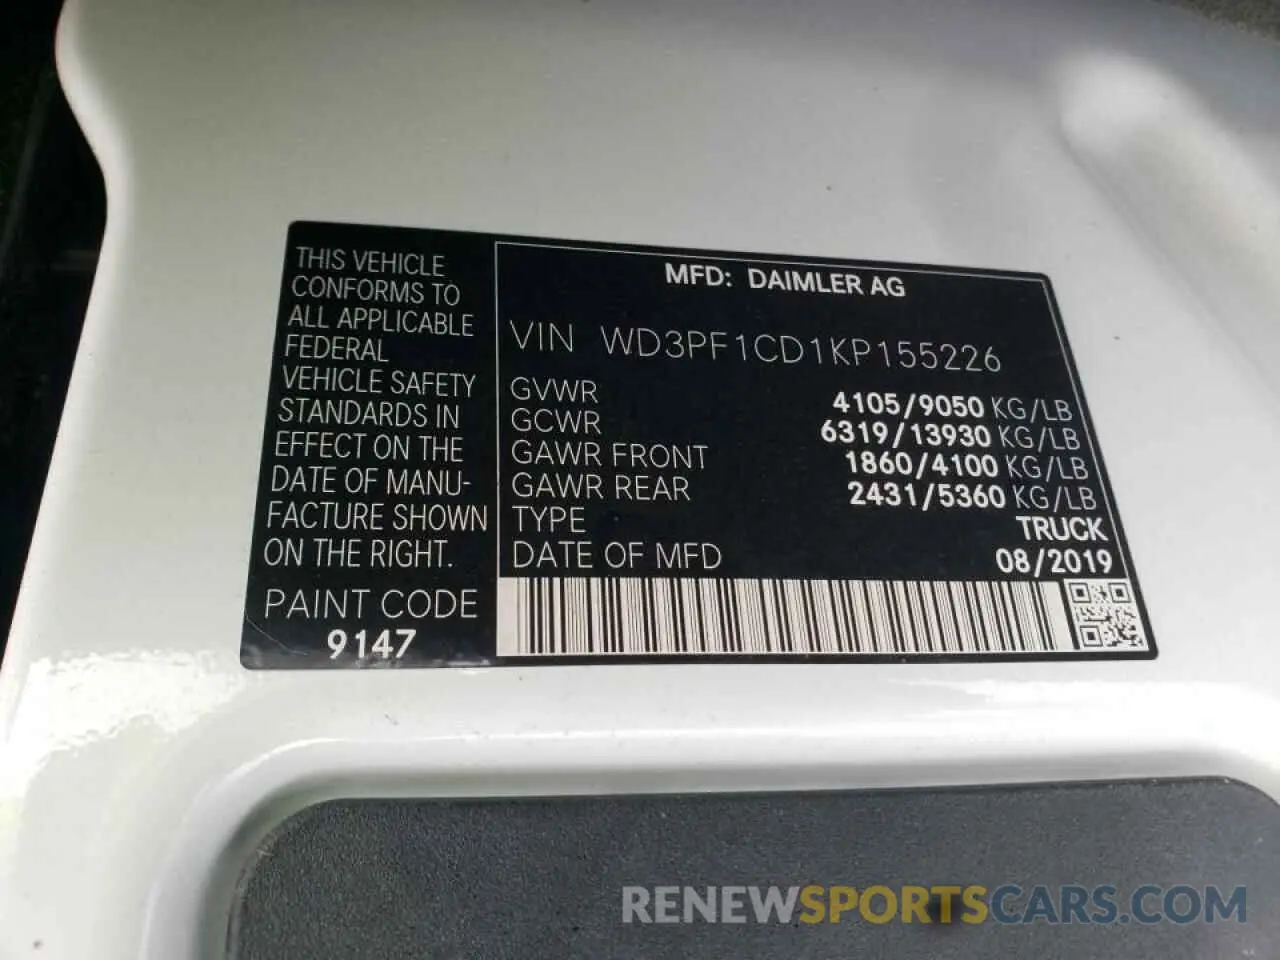 THIS VEHICLE
CONFORMS TO
ALL APPLICABLE
FEDERAL
VEHICLE SAFETY
STANDARDS IN
EFFECT ON THE
DATE OF MANU-
FACTURE SHOWN
ON THE RIGHT.
PAINT CODE
9147
MFD: DAIMLER AG
VIN WD3PF1CD1KP155226
GVWR 4105/9050 KG/LB
GCWR 6319/13930 KG/LB
GAWR FRONT 1860/4100 KG/LB
GAWR REAR 2431/5360 KG/LB
TYPE TRUCK
DATE OF MFD 08/2019
RENEWSPORTSCARS.COM